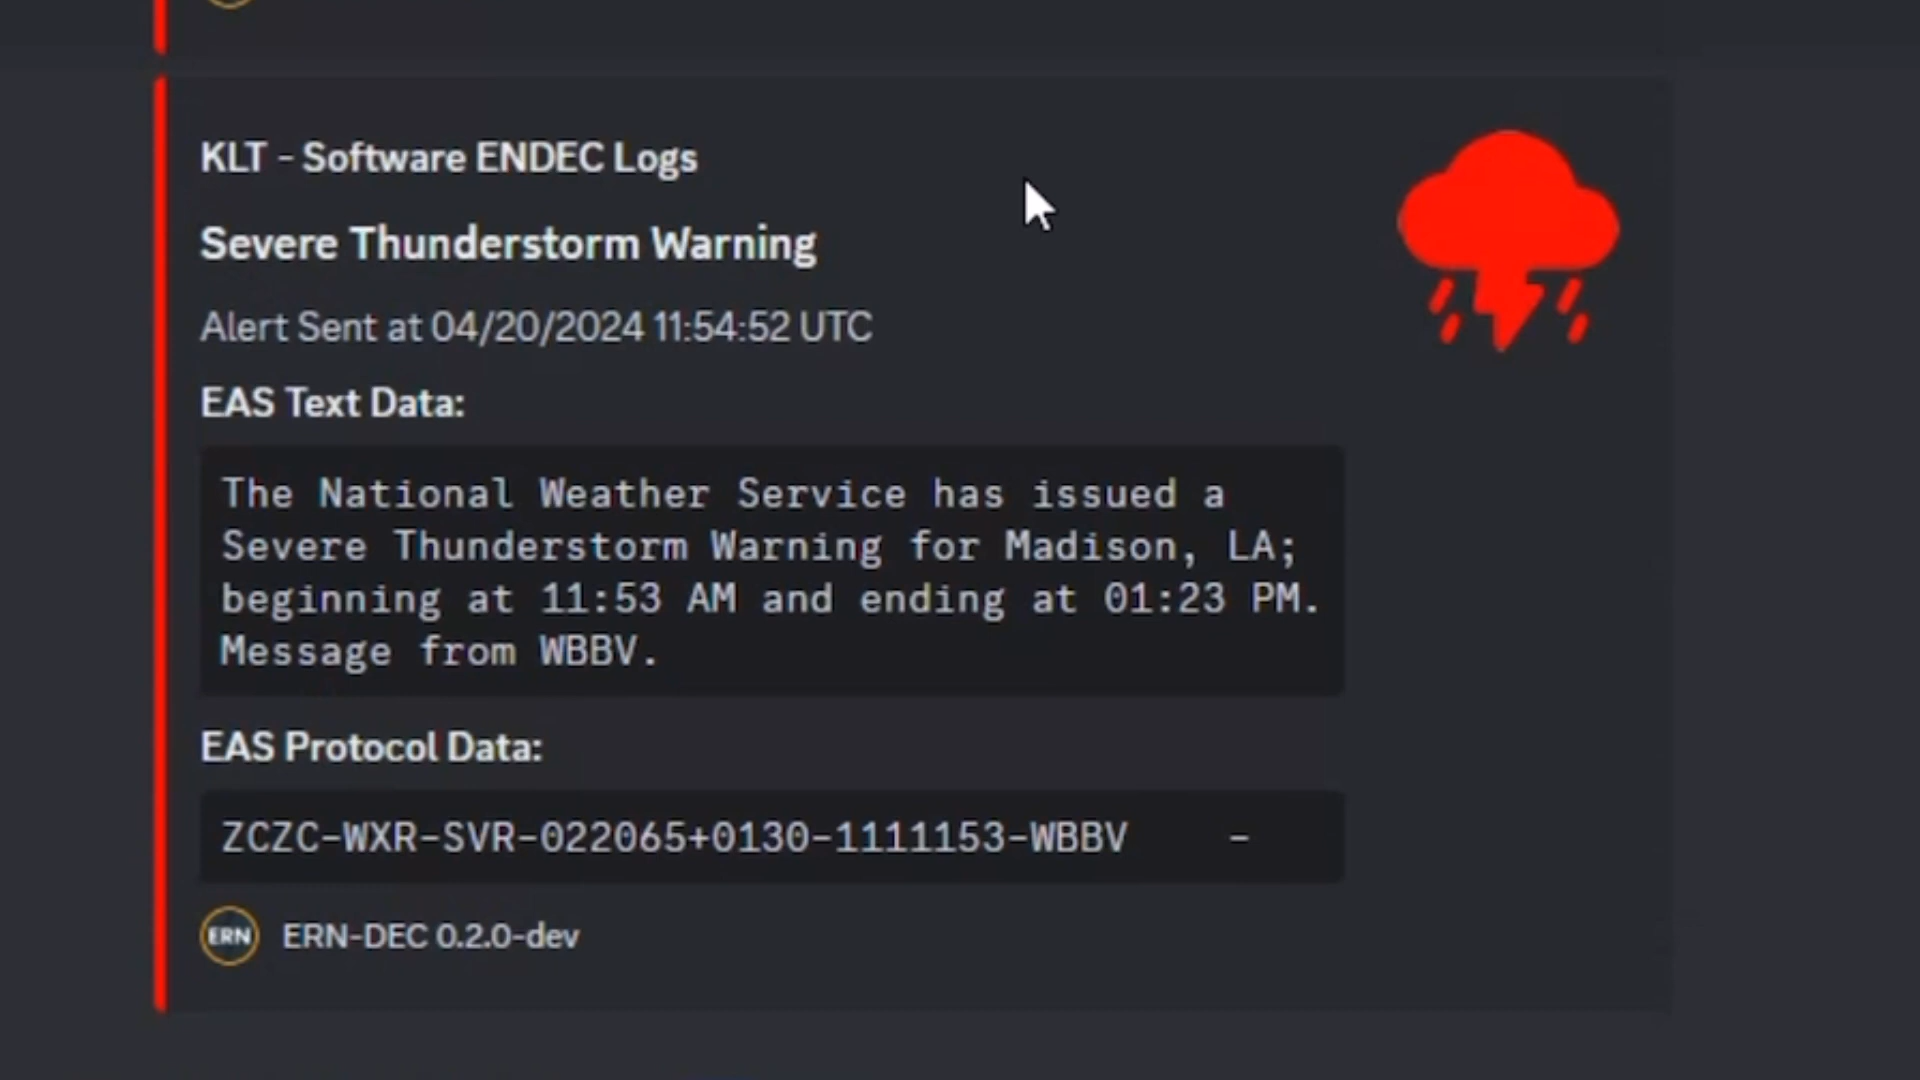 KLT - Software ENDEC Logs
Severe Thunderstorm Warning
Alert Sent at 04/20/2024 11:54:52 UTC
EAS Text Data:
The National Weather Service has issued a
Severe Thunderstorm Warning for Madison, LA;
beginning at 11:53 AM and ending at 01:23 PM.
Message from WBBV.
EAS Protocol Data:
ZCZC-WXR-SVR-022065+0130-1111153-WBBV    -
ERN ERN-DEC 0.2.0-dev